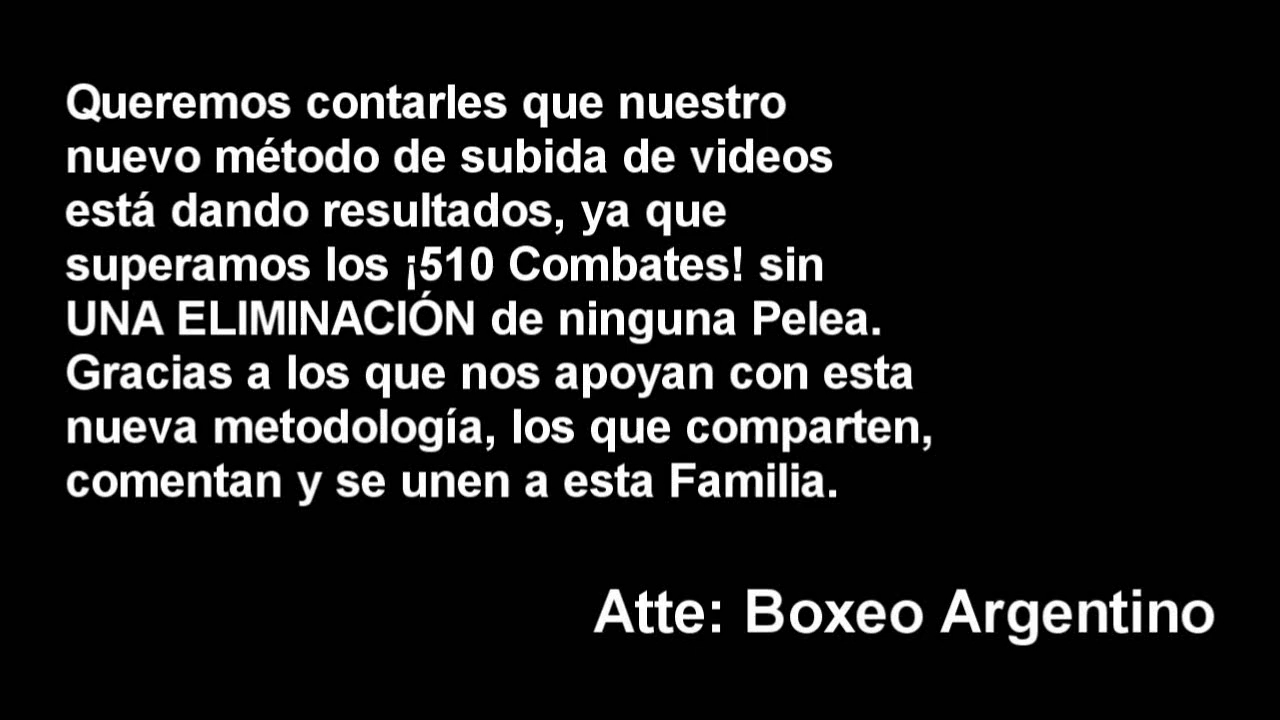 Queremos contarles que nuestro
nuevo método de subida de videos
está dando resultados, ya que
superamos los ¡510 Combates! sin
UNA ELIMINACIÓN de ninguna Pelea.
Gracias a los que nos apoyan con esta
nueva metodología, los que comparten,
comentan y se unen a esta Familia.
Atte: Boxeo Argentino